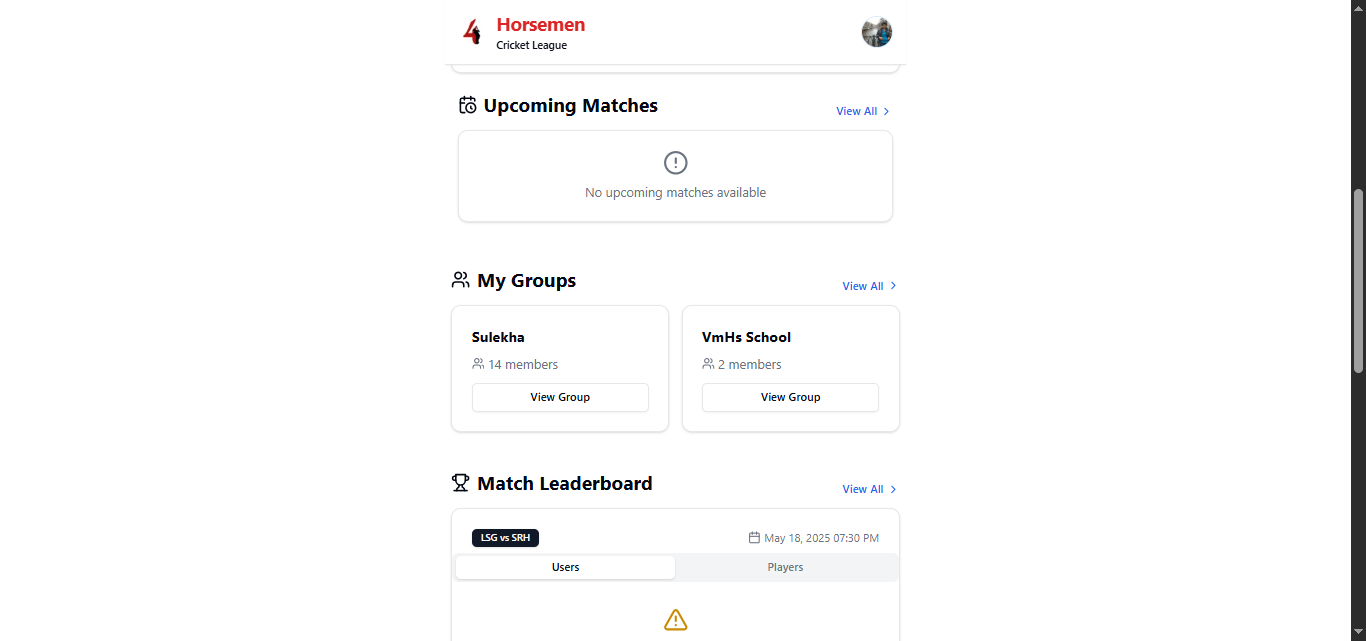 Horsemen
Cricket League
Upcoming Matches
View All
No upcoming matches available
My Groups
View All
Sulekha
14 members
View Group
VmHs School
2 members
View Group
Match Leaderboard
View All
LSG vs SRH
May 18, 2025 07:30 PM
Users
Players